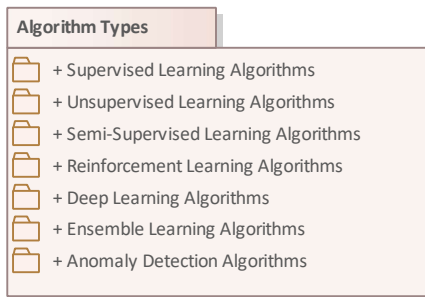 Algorithm Types
+ Supervised Learning Algorithms
+ Unsupervised Learning Algorithms
+ Semi-Supervised Learning Algorithms
+ Reinforcement Learning Algorithms
+ Deep Learning Algorithms
+ Ensemble Learning Algorithms
+ Anomaly Detection Algorithms